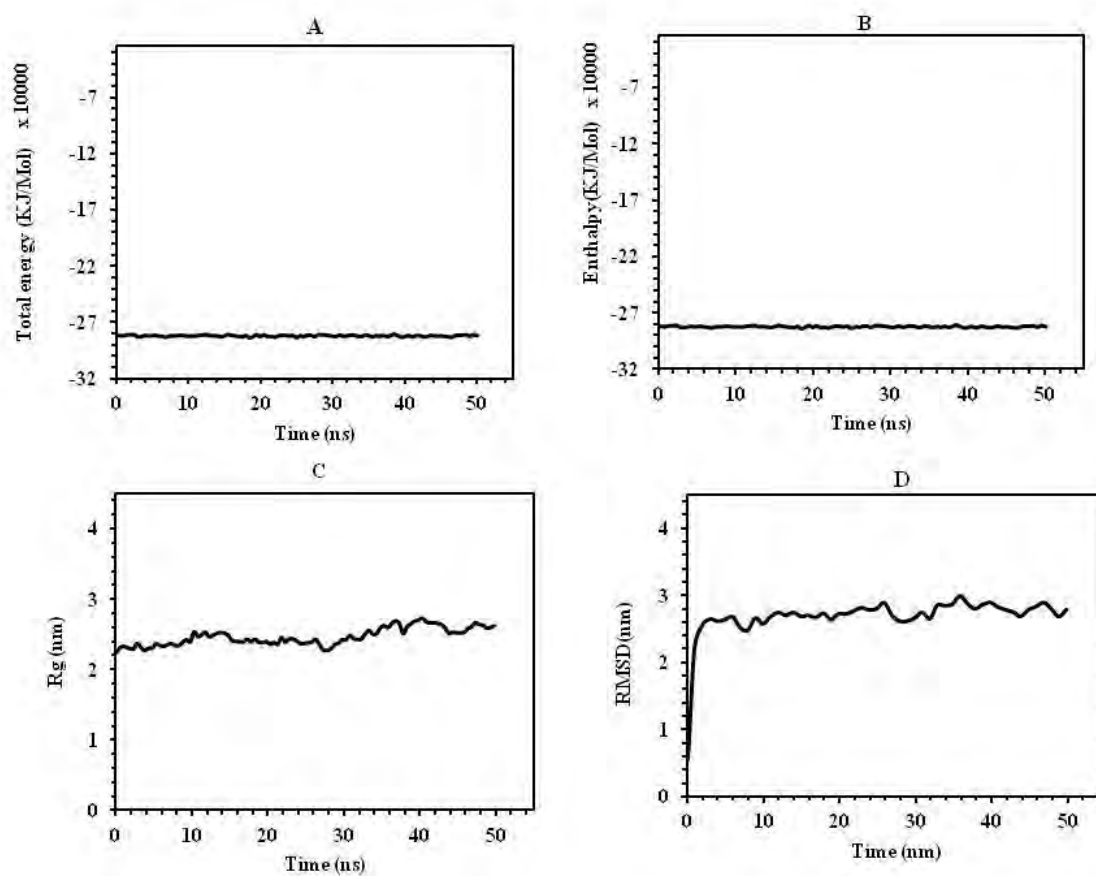 A
Total energy (KJ/Mol) x 10000
-7
-12
-17
-22
-27
-32
0 10 20 30 40 50
Time (ns)
B
Enthalpy(KJ/Mol) x 10000
-7
-12
-17
-22
-27
-32
0 10 20 30 40 50
Time (ns)
C
Rg (nm)
4
3
2
1
0
0 10 20 30 40 50
Time (ns)
D
RMSD(nm)
4
3
2
1
0
0 10 20 30 40 50
Time (nm)